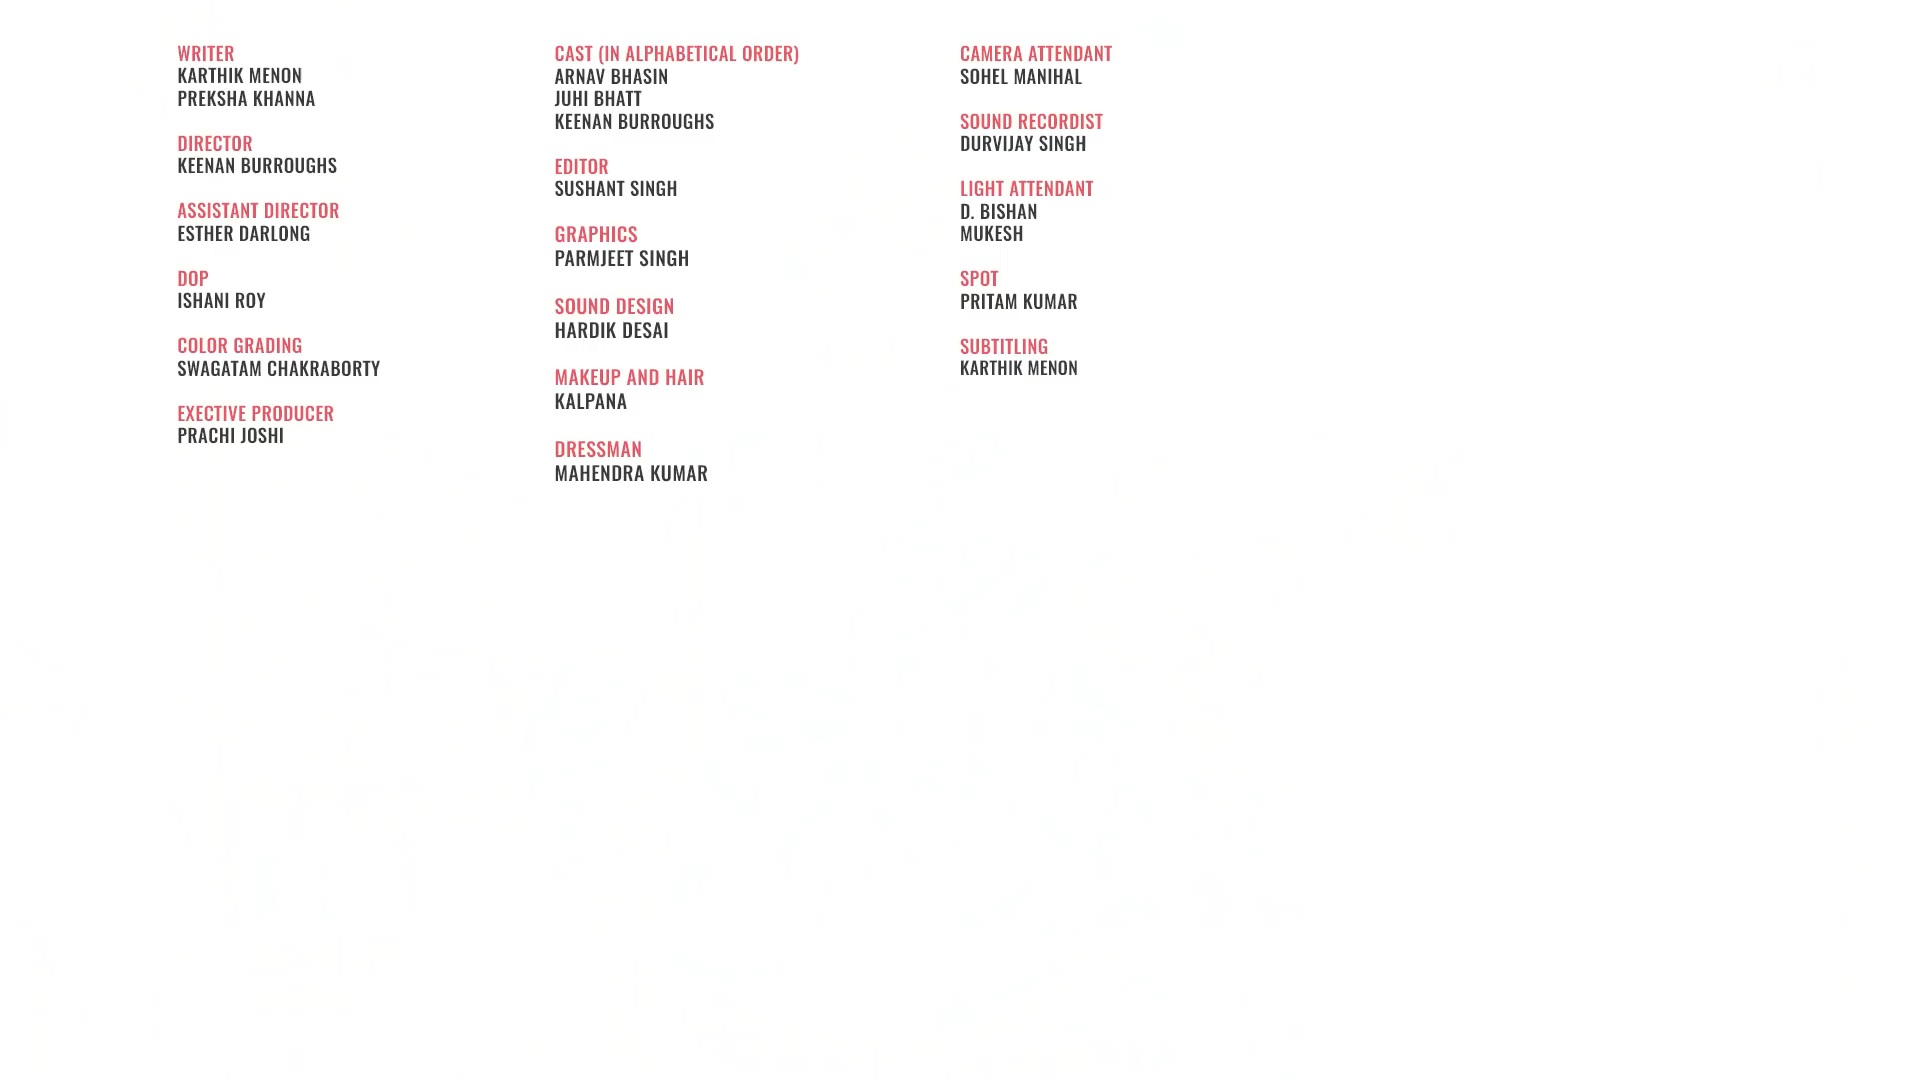 WRITER
KARTHIK MENON
PREKSHA KHANNA
DIRECTOR
KEENAN BURROUGHS
ASSISTANT DIRECTOR
ESTHER DARLONG
DOP
ISHANI ROY
COLOR GRADING
SWAGATAM CHAKRABORTY
EXECTIVE PRODUCER
PRACHI JOSHI
CAST (IN ALPHABETICAL ORDER)
ARNAV BHASIN
JUHI BHATT
KEENAN BURROUGHS
EDITOR
SUSHANT SINGH
GRAPHICS
PARMJEET SINGH
SOUND DESIGN
HARDIK DESAI
MAKEUP AND HAIR
KALPANA
DRESSMAN
MAHENDRA KUMAR
CAMERA ATTENDANT
SOHEL MANIHAL
SOUND RECORDIST
DURVIJAY SINGH
LIGHT ATTENDANT
D. BISHAN
MUKESH
SPOT
PRITAM KUMAR
SUBTITLING
KARTHIK MENON